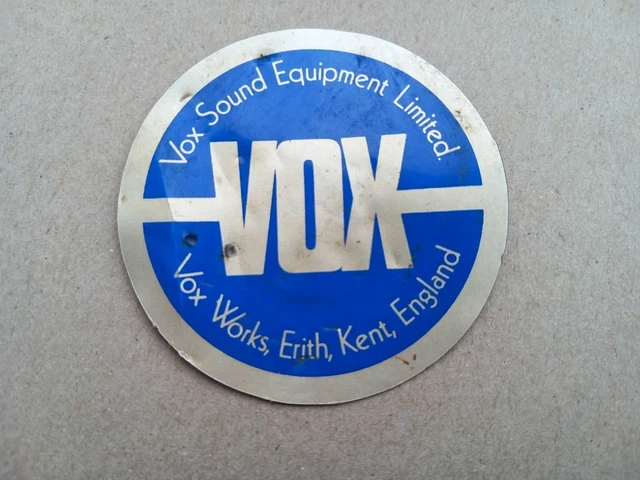 Vox Sound Equipment Limited.
VOX
Vox Works, Erith, Kent, England